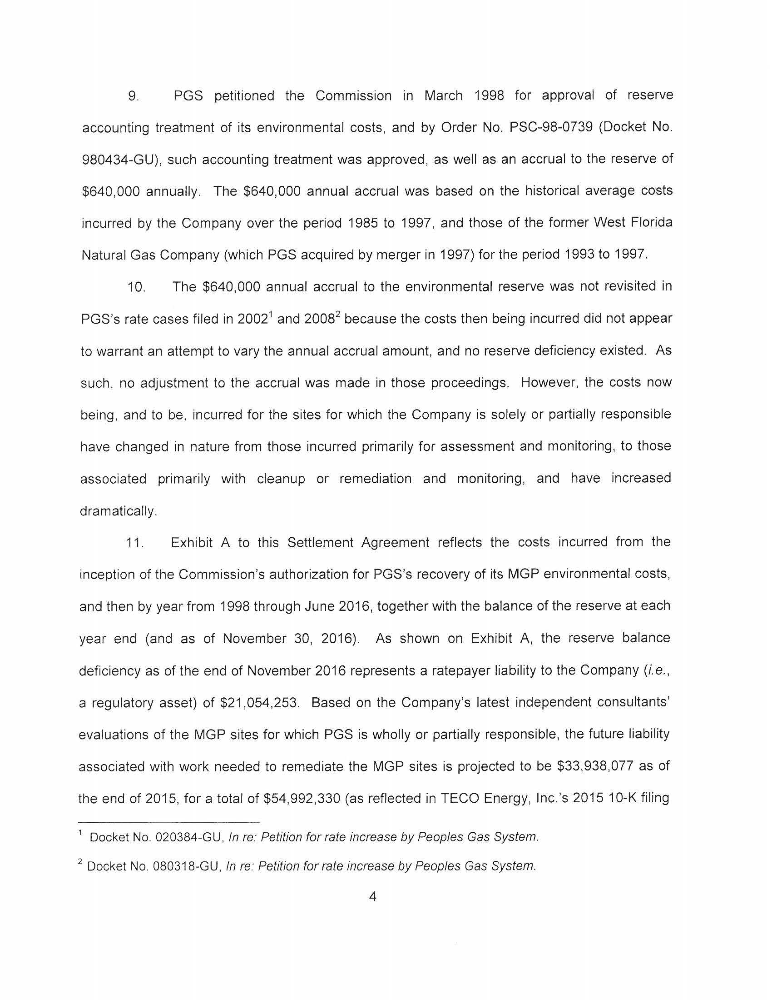 9. PGS petitioned the Commission in March 1998 for approval of reserve
accounting treatment of its environmental costs, and by Order No. PSC-98-0739 (Docket No.
980434-GU), such accounting treatment was approved, as well as an accrual to the reserve of
$640,000 annually. The $640,000 annual accrual was based on the historical average costs
incurred by the Company over the period 1985 to 1997, and those of the former West Florida
Natural Gas Company (which PGS acquired by merger in 1997) for the period 1993 to 1997.
10. The $640,000 annual accrual to the environmental reserve was not revisited in
PGS's rate cases filed in 2002¹ and 2008² because the costs then being incurred did not appear
to warrant an attempt to vary the annual accrual amount, and no reserve deficiency existed. As
such, no adjustment to the accrual was made in those proceedings. However, the costs now
being, and to be, incurred for the sites for which the Company is solely or partially responsible
have changed in nature from those incurred primarily for assessment and monitoring, to those
associated primarily with cleanup or remediation and monitoring, and have increased
dramatically.
11. Exhibit A to this Settlement Agreement reflects the costs incurred from the
inception of the Commission's authorization for PGS's recovery of its MGP environmental costs,
and then by year from 1998 through June 2016, together with the balance of the reserve at each
year end (and as of November 30, 2016). As shown on Exhibit A, the reserve balance
deficiency as of the end of November 2016 represents a ratepayer liability to the Company (i.e.,
a regulatory asset) of $21,054,253. Based on the Company's latest independent consultants'
evaluations of the MGP sites for which PGS is wholly or partially responsible, the future liability
associated with work needed to remediate the MGP sites is projected to be $33,938,077 as of
the end of 2015, for a total of $54,992,330 (as reflected in TECO Energy, Inc.'s 2015 10-K filing
¹ Docket No. 020384-GU, In re: Petition for rate increase by Peoples Gas System.
² Docket No. 080318-GU, In re: Petition for rate increase by Peoples Gas System.
4